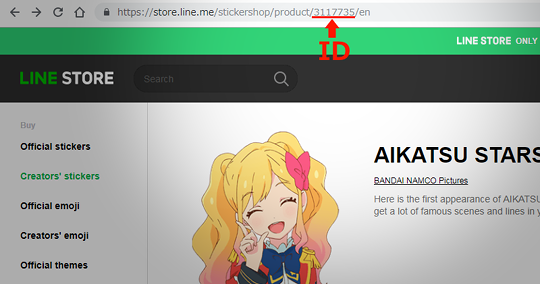 https://store.line.me/stickershop/product/3117735/en
ID
LINE STORE ONLY
LINE STORE
Search
Buy
Official stickers
Creators' stickers
Official emoji
Creators' emoji
Official themes
AIKATSU STARS
BANDAI NAMCO Pictures
Here is the first appearance of AIKATSU
get a lot of famous scenes and lines in